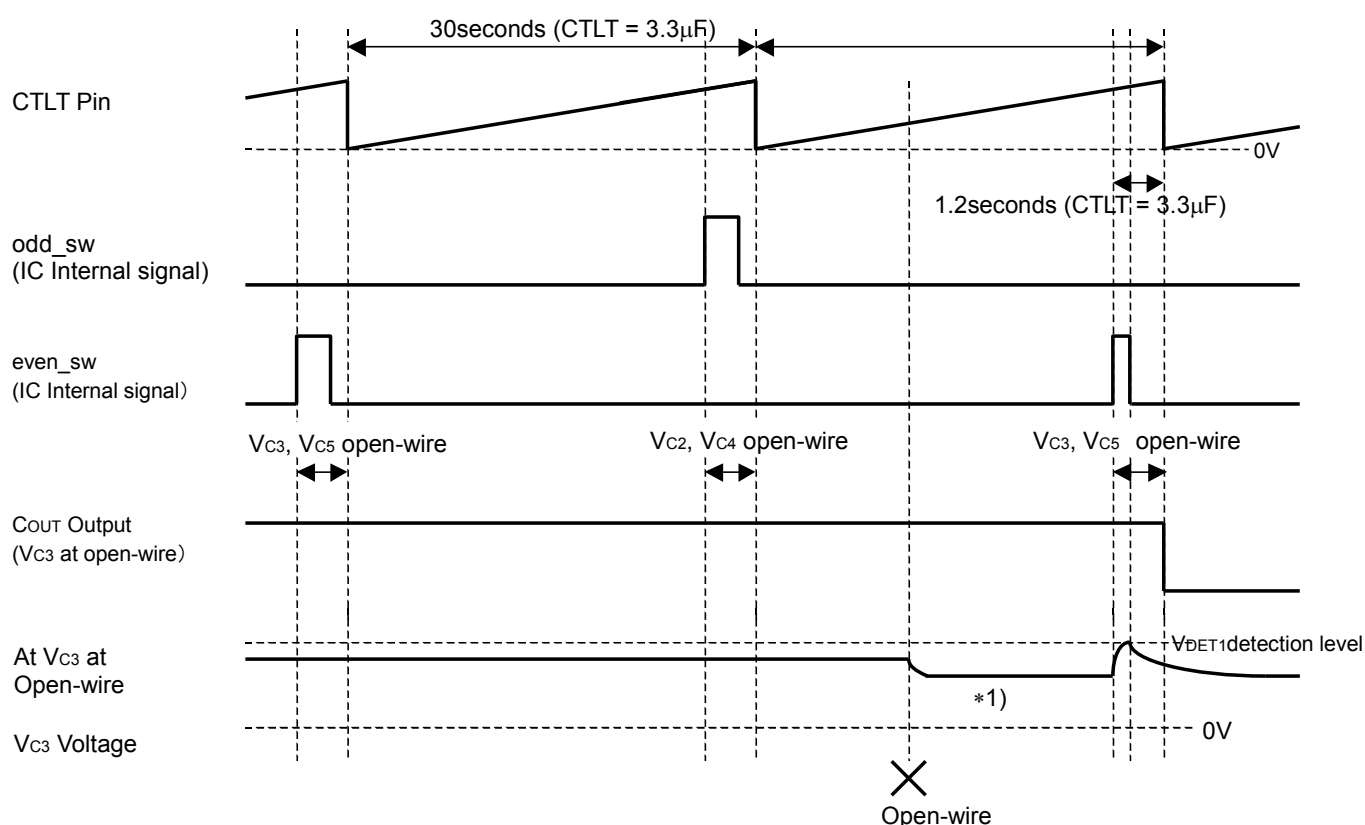 30seconds (CTLT = 3.3μF)
CTLT Pin
0V
1.2seconds (CTLT = 3.3μF)
odd_sw
(IC Internal signal)
even_sw
(IC Internal signal）
VC3, VC5 open-wire
VC2, VC4 open-wire
VC3, VC5 open-wire
COUT Output
(VC3 at open-wire）
VDET1detection level
At VC3 at
Open-wire
∗1)
VC3 Voltage
0V
Open-wire